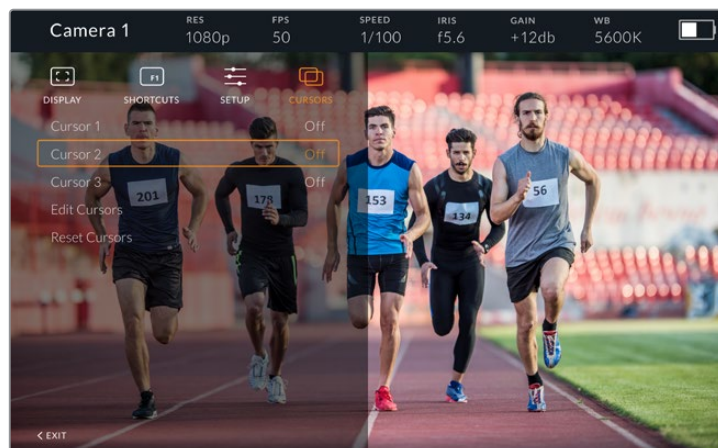 Camera 1
RES FPS SPEED IRIS GAIN WB
1080p 50 1/100 f5.6 +12db 5600K
F1
DISPLAY SHORTCUTS SETUP CURSORS
Cursor 1 Off
Cursor 2 Off
Cursor 3 Off
Edit Cursors
Reset Cursors
201 178 153 134 56
< EXIT